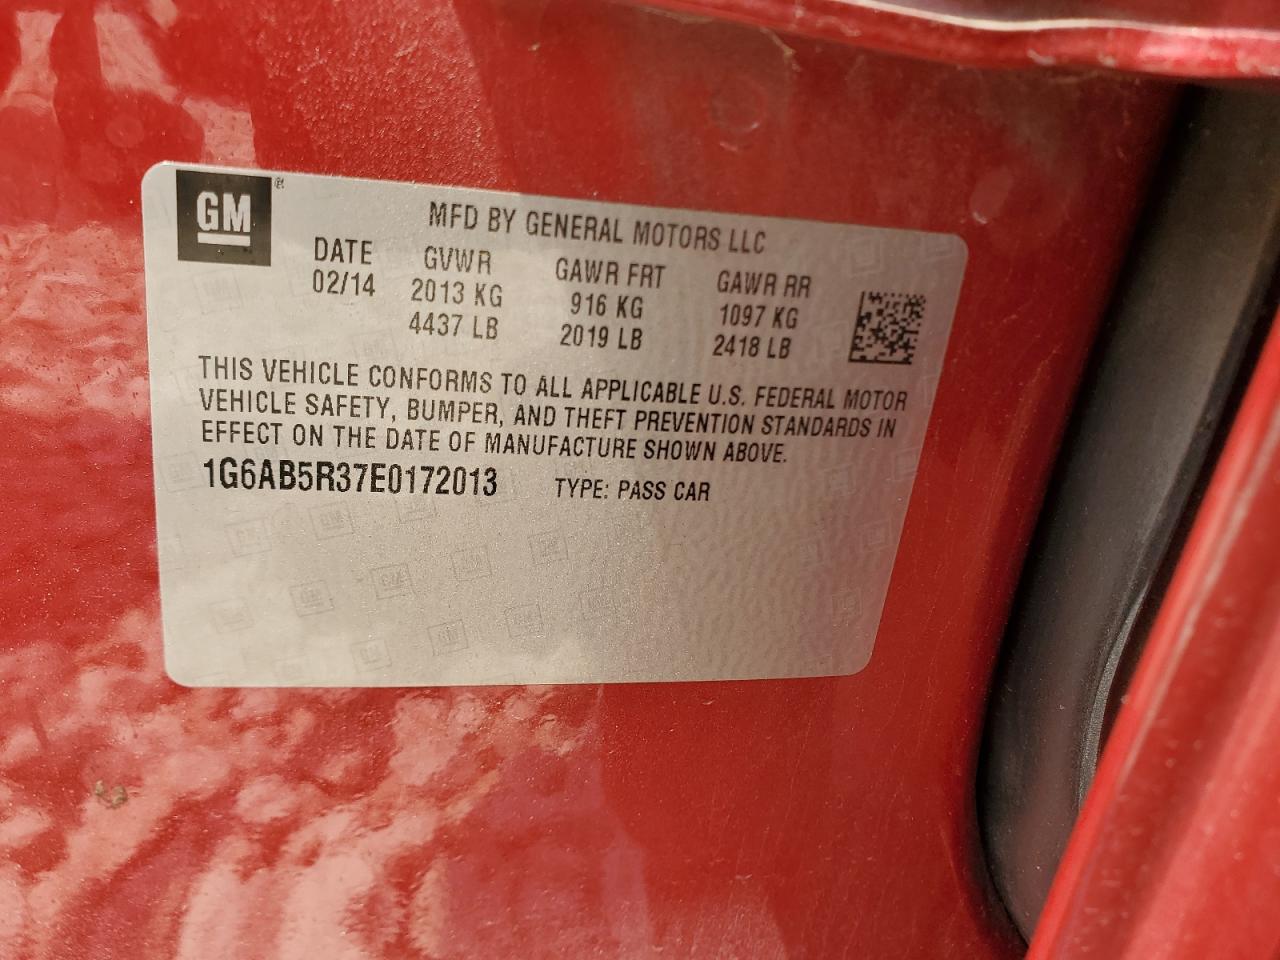 GM
MFD BY GENERAL MOTORS LLC
DATE GVWR GAWR FRT GAWR RR
02/14 2013 KG 916 KG 1097 KG
4437 LB 2019 LB 2418 LB
THIS VEHICLE CONFORMS TO ALL APPLICABLE U.S. FEDERAL MOTOR
VEHICLE SAFETY, BUMPER, AND THEFT PREVENTION STANDARDS IN
EFFECT ON THE DATE OF MANUFACTURE SHOWN ABOVE.
1G6AB5R37E0172013 TYPE: PASS CAR